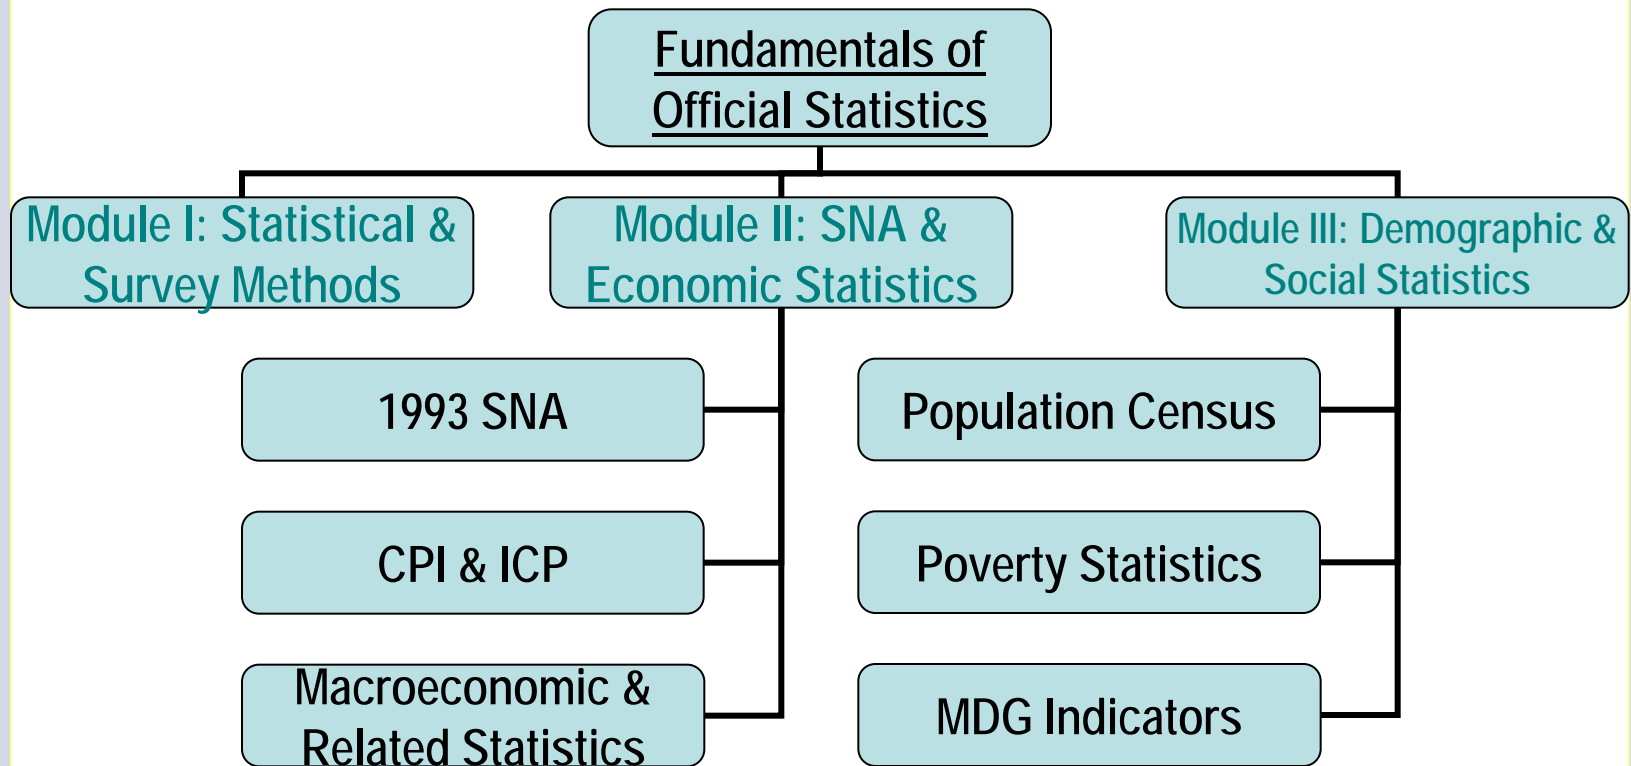 Fundamentals of
Official Statistics
Module I: Statistical &
Survey Methods
Module II: SNA &
Economic Statistics
Module III: Demographic &
Social Statistics
1993 SNA
CPI & ICP
Macroeconomic &
Related Statistics
Population Census
Poverty Statistics
MDG Indicators